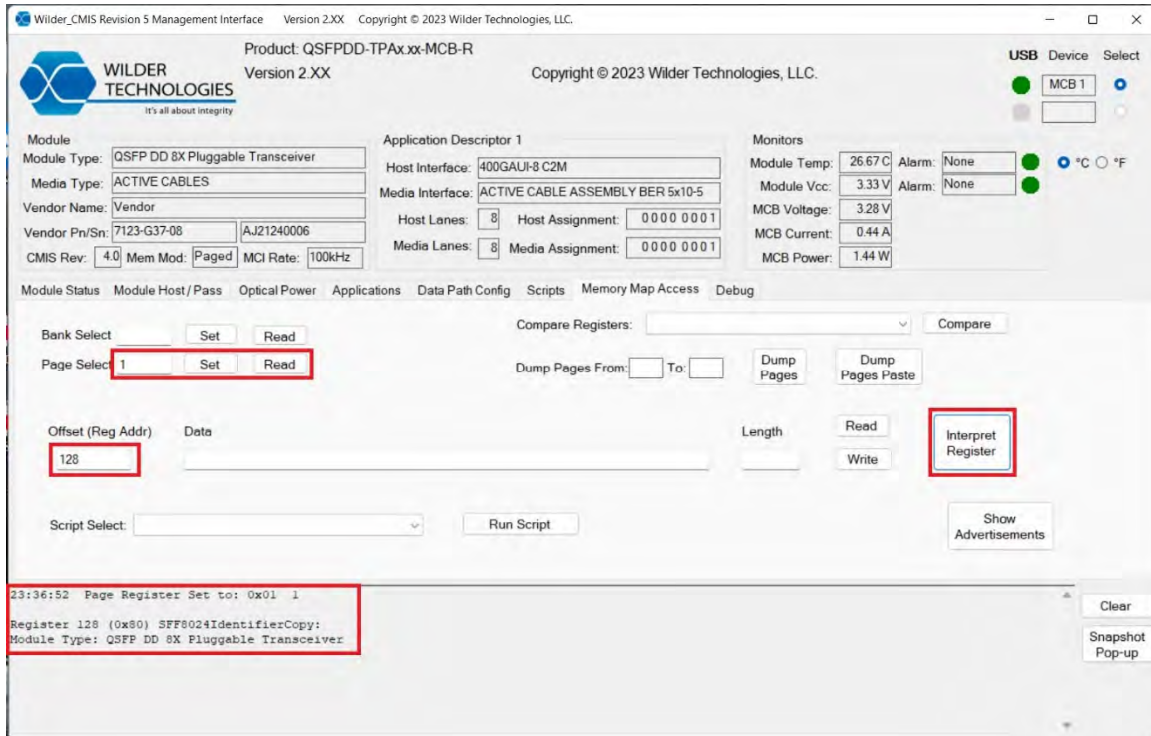 Wilder_CMIS Revision 5 Management Interface Version 2.XX Copyright © 2023 Wilder Technologies, LLC.
WILDER
TECHNOLOGIES
It's all about integrity
Product: QSFPDD-TPAx.xx-MCB-R
Version 2.XX
Copyright © 2023 Wilder Technologies, LLC.
USB Device Select
MCB 1
Module
Module Type: QSFP DD 8X Pluggable Transceiver
Media Type: ACTIVE CABLES
Vendor Name: Vendor
Vendor Pn/Sn: 7123-G37-08 AJ21240006
CMIS Rev: 4.0 Mem Mod: Paged MCI Rate: 100kHz
Application Descriptor 1
Host Interface: 400GAUI-8 C2M
Media Interface: ACTIVE CABLE ASSEMBLY BER 5x10-5
Host Lanes: 8 Host Assignment: 0000 0001
Media Lanes: 8 Media Assignment: 0000 0001
Monitors
Module Temp: 26.67 C Alarm: None °C °F
Module Vcc: 3.33 V Alarm: None
MCB Voltage: 3.28 V
MCB Current: 0.44 A
MCB Power: 1.44 W
Module Status Module Host / Pass Optical Power Applications Data Path Config Scripts Memory Map Access Debug
Bank Select Set Read
Page Select 1 Set Read
Compare Registers: Compare
Dump Pages From: To: Dump Pages Dump Pages Paste
Offset (Reg Addr) Data Length Read
128 Write
Interpret
Register
Script Select: Run Script
Show
Advertisements
23:36:52 Page Register Set to: 0x01 1
Register 128 (0x80) SFF8024IdentifierCopy:
Module Type: QSFP DD 8X Pluggable Transceiver
Clear
Snapshot
Pop-up